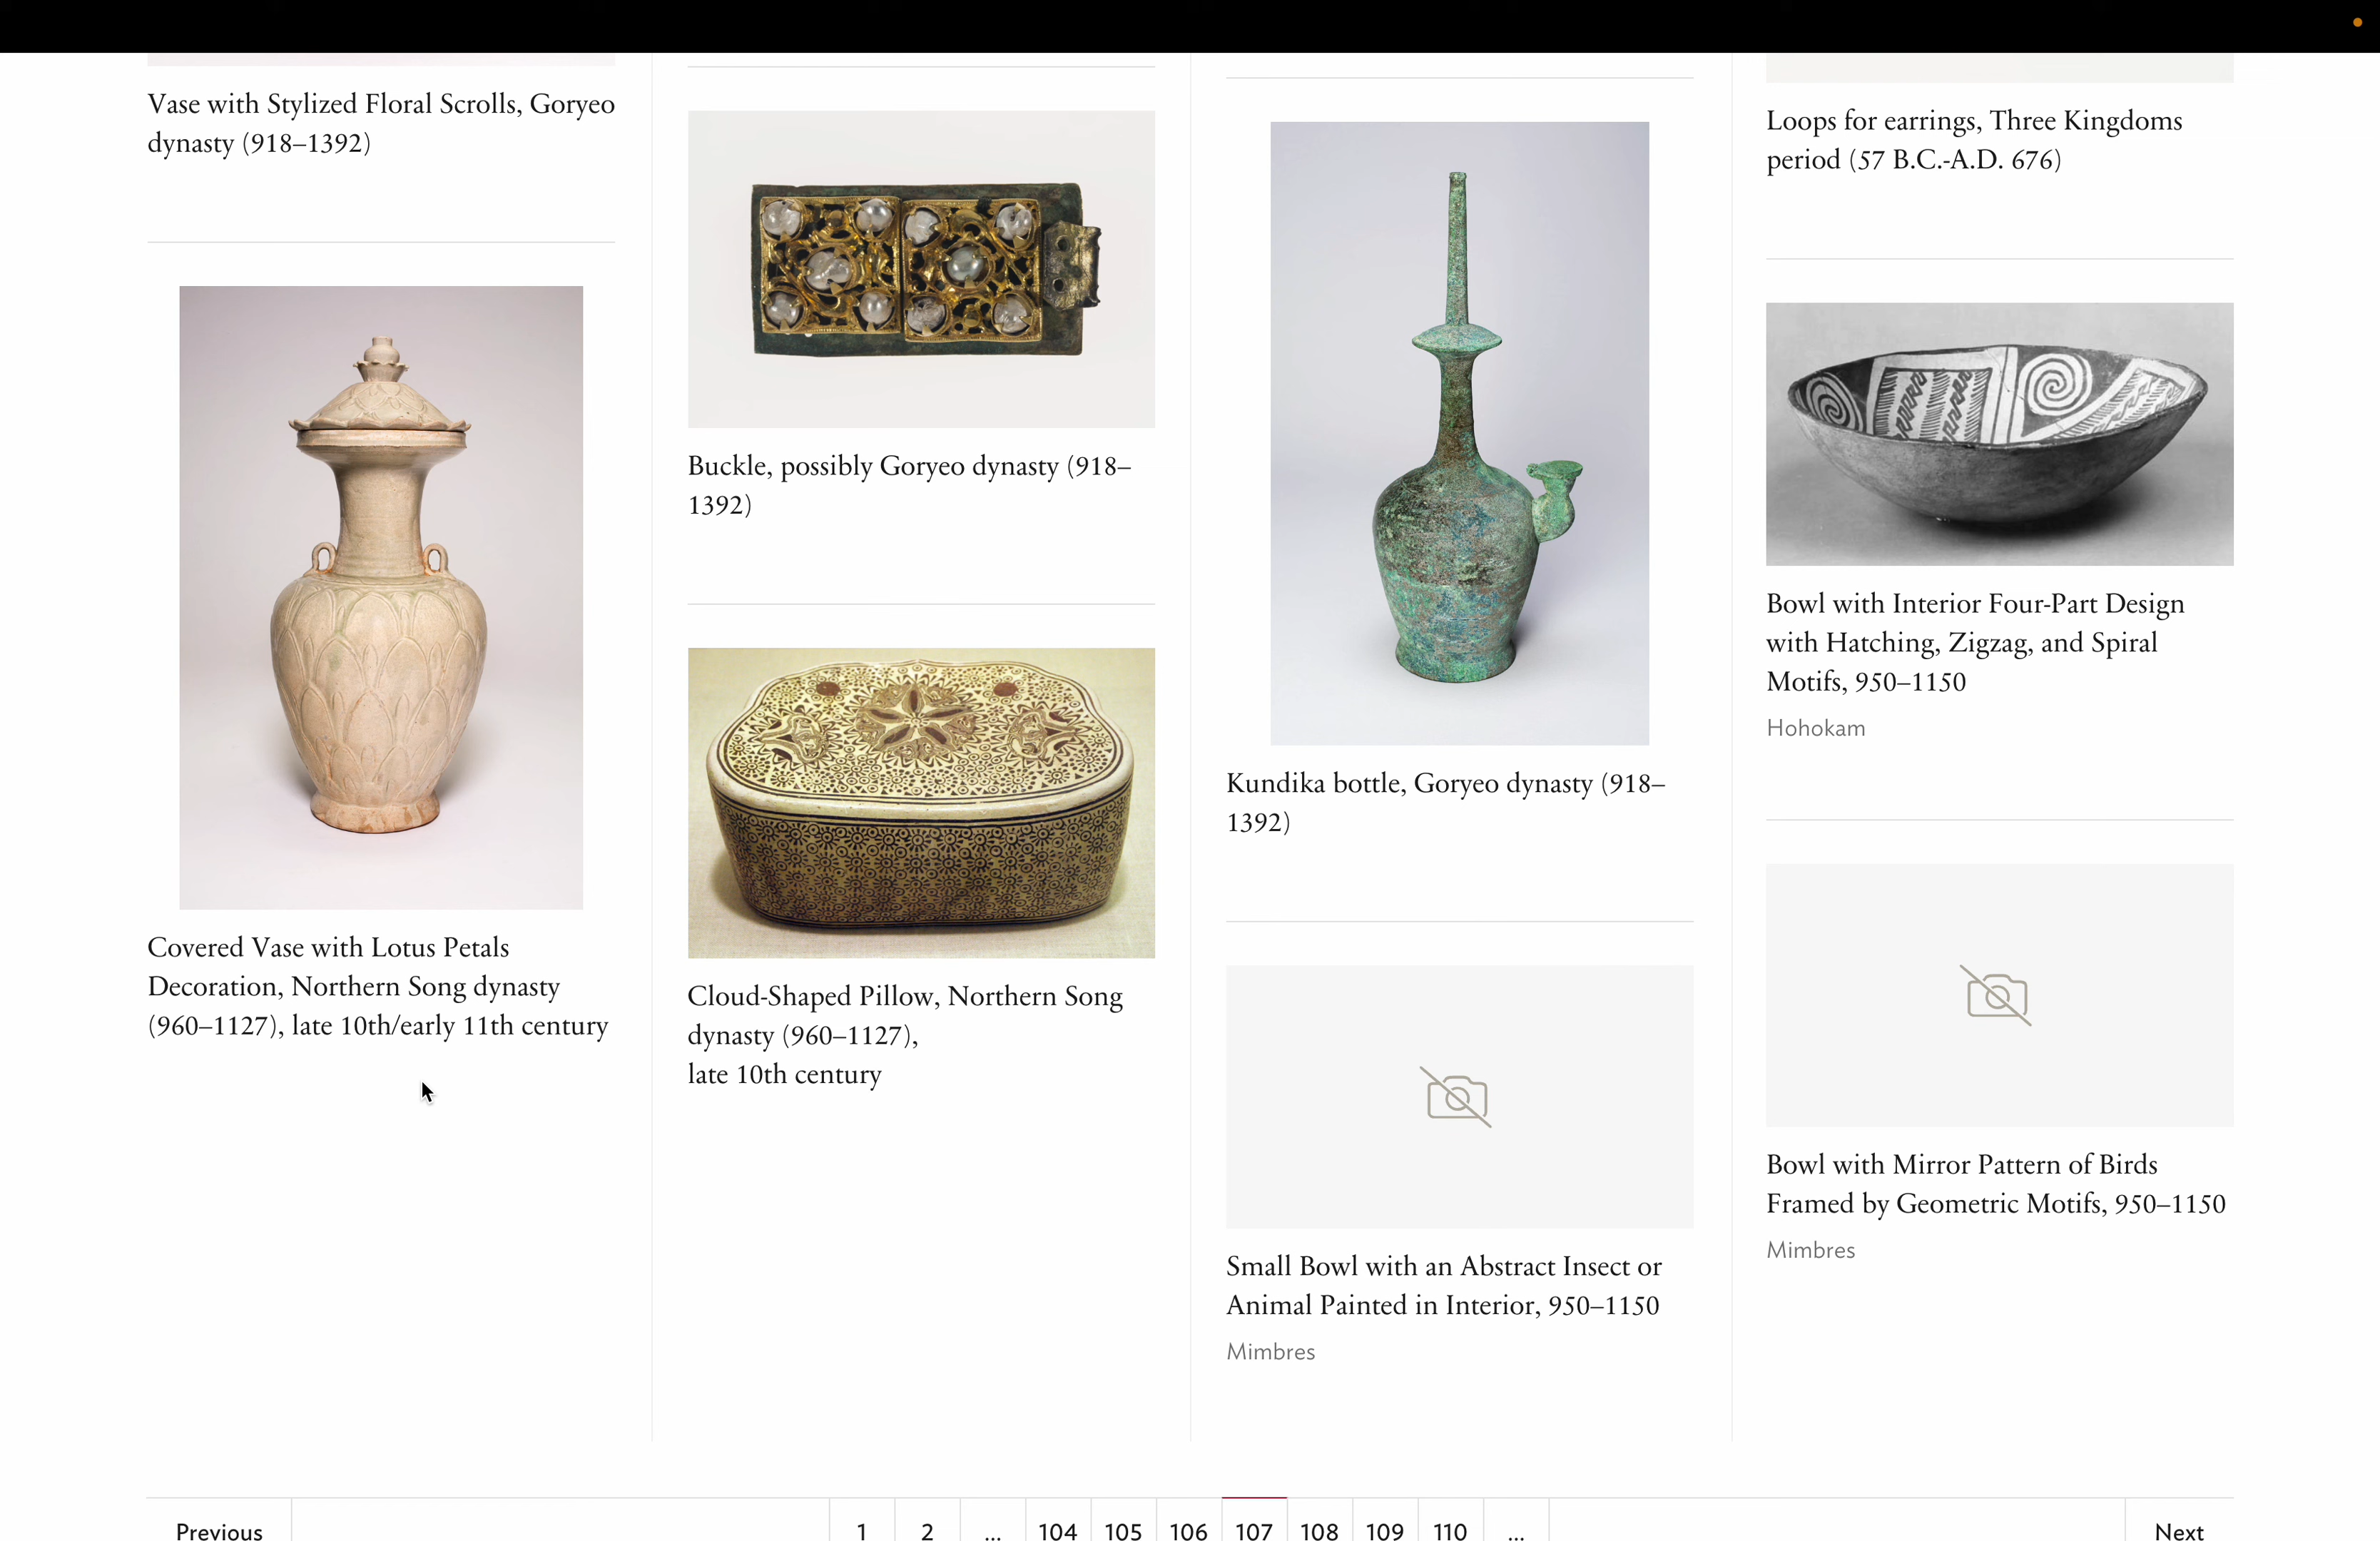 Vase with Stylized Floral Scrolls, Goryeo
dynasty (918–1392)
Covered Vase with Lotus Petals
Decoration, Northern Song dynasty
(960–1127), late 10th/early 11th century
Buckle, possibly Goryeo dynasty (918–
1392)
Cloud-Shaped Pillow, Northern Song
dynasty (960–1127),
late 10th century
Kundika bottle, Goryeo dynasty (918–
1392)
Small Bowl with an Abstract Insect or
Animal Painted in Interior, 950–1150
Mimbres
Loops for earrings, Three Kingdoms
period (57 B.C.-A.D. 676)
Bowl with Interior Four-Part Design
with Hatching, Zigzag, and Spiral
Motifs, 950–1150
Hohokam
Bowl with Mirror Pattern of Birds
Framed by Geometric Motifs, 950–1150
Mimbres
Previous 1 2 ... 104 105 106 107 108 109 110 ... Next